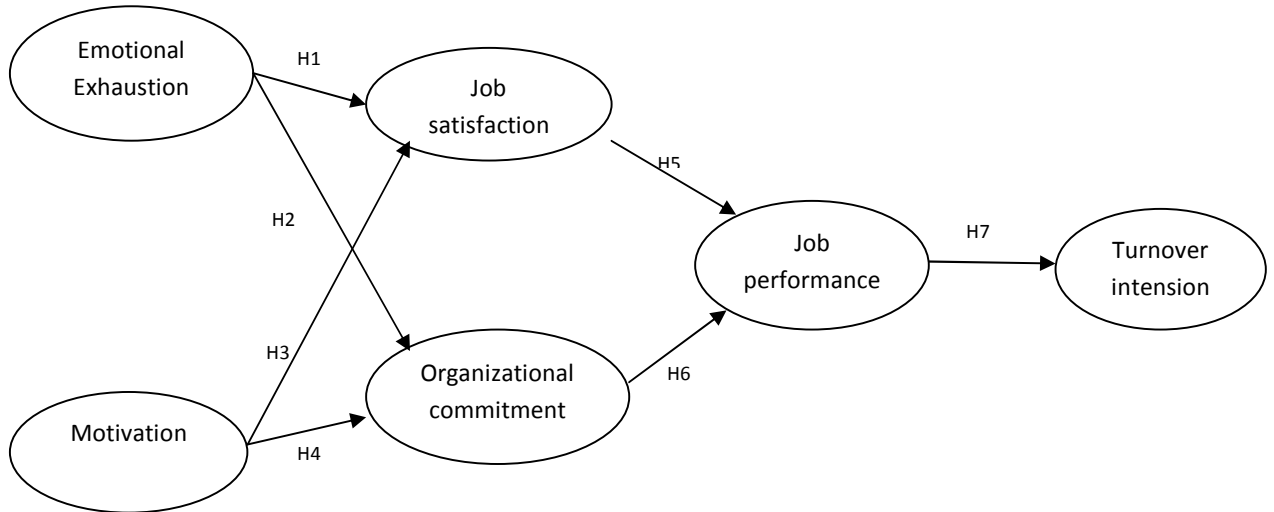 Emotional
Exhaustion
H1
Job
satisfaction
H5
H2
Job
performance
H7
Turnover
intension
H3
Organizational
commitment
H6
Motivation
H4